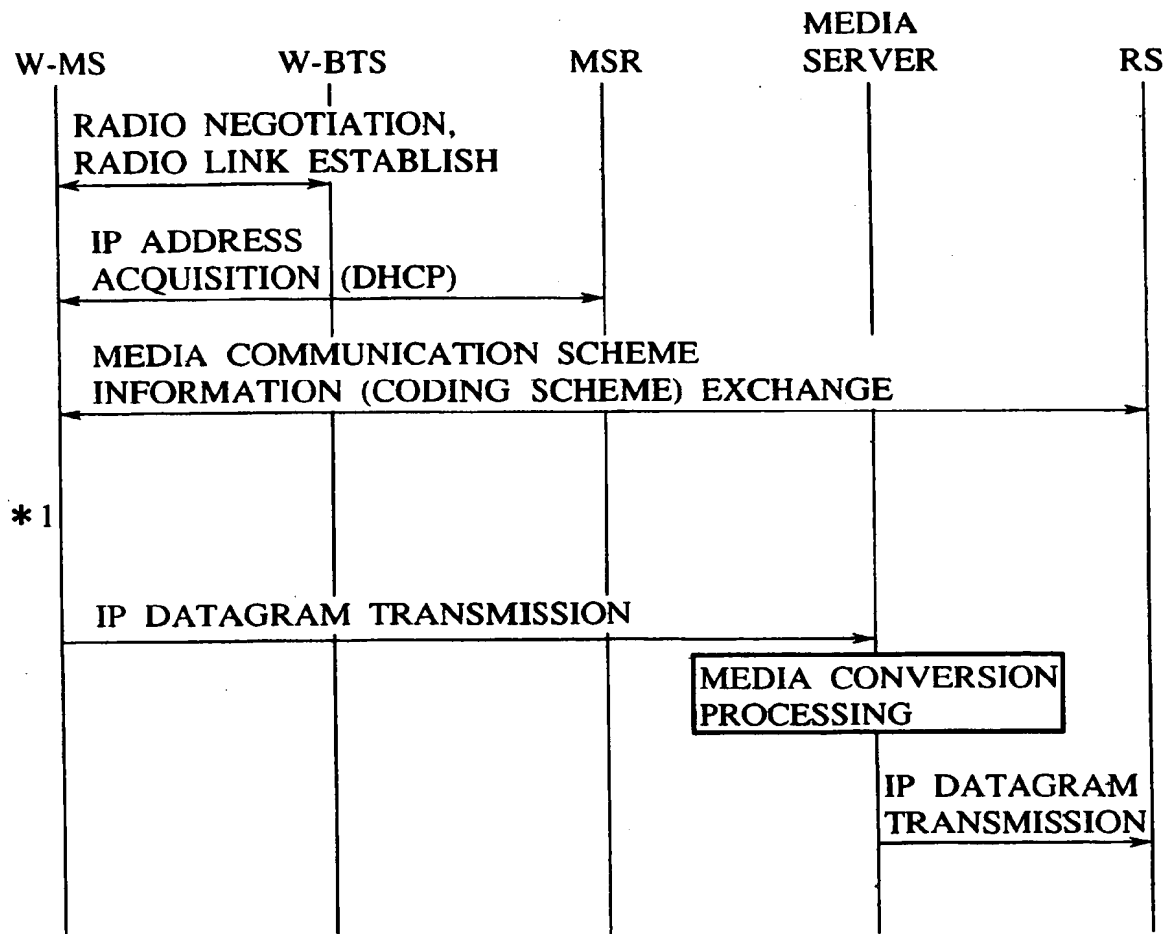 MEDIA
W-MS W-BTS MSR SERVER RS
RADIO NEGOTIATION,
RADIO LINK ESTABLISH
IP ADDRESS
ACQUISITION (DHCP)
MEDIA COMMUNICATION SCHEME
INFORMATION (CODING SCHEME) EXCHANGE
*1
IP DATAGRAM TRANSMISSION
MEDIA CONVERSION
PROCESSING
IP DATAGRAM
TRANSMISSION